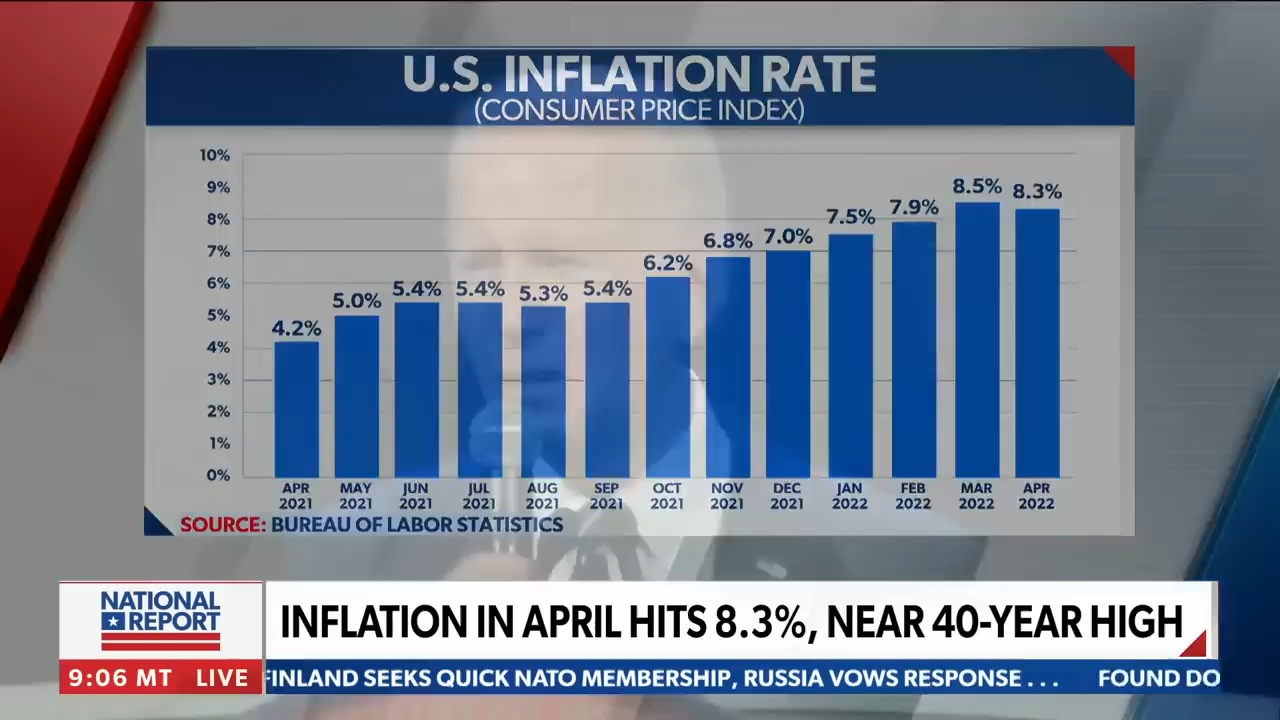 U.S. INFLATION RATE
(CONSUMER PRICE INDEX)
10%
9%
8%
7%
6%
5%
4%
3%
2%
1%
0%
4.2%
5.0%
5.4%
5.4%
5.3%
5.4%
6.2%
6.8%
7.0%
7.5%
7.9%
8.5%
8.3%
APR 2021
MAY 2021
JUN 2021
JUL 2021
AUG 2021
SEP 2021
OCT 2021
NOV 2021
DEC 2021
JAN 2022
FEB 2022
MAR 2022
APR 2022
SOURCE: BUREAU OF LABOR STATISTICS
NATIONAL
REPORT
INFLATION IN APRIL HITS 8.3%, NEAR 40-YEAR HIGH
9:06 MT LIVE
FINLAND SEEKS QUICK NATO MEMBERSHIP, RUSSIA VOWS RESPONSE . . . FOUND DO